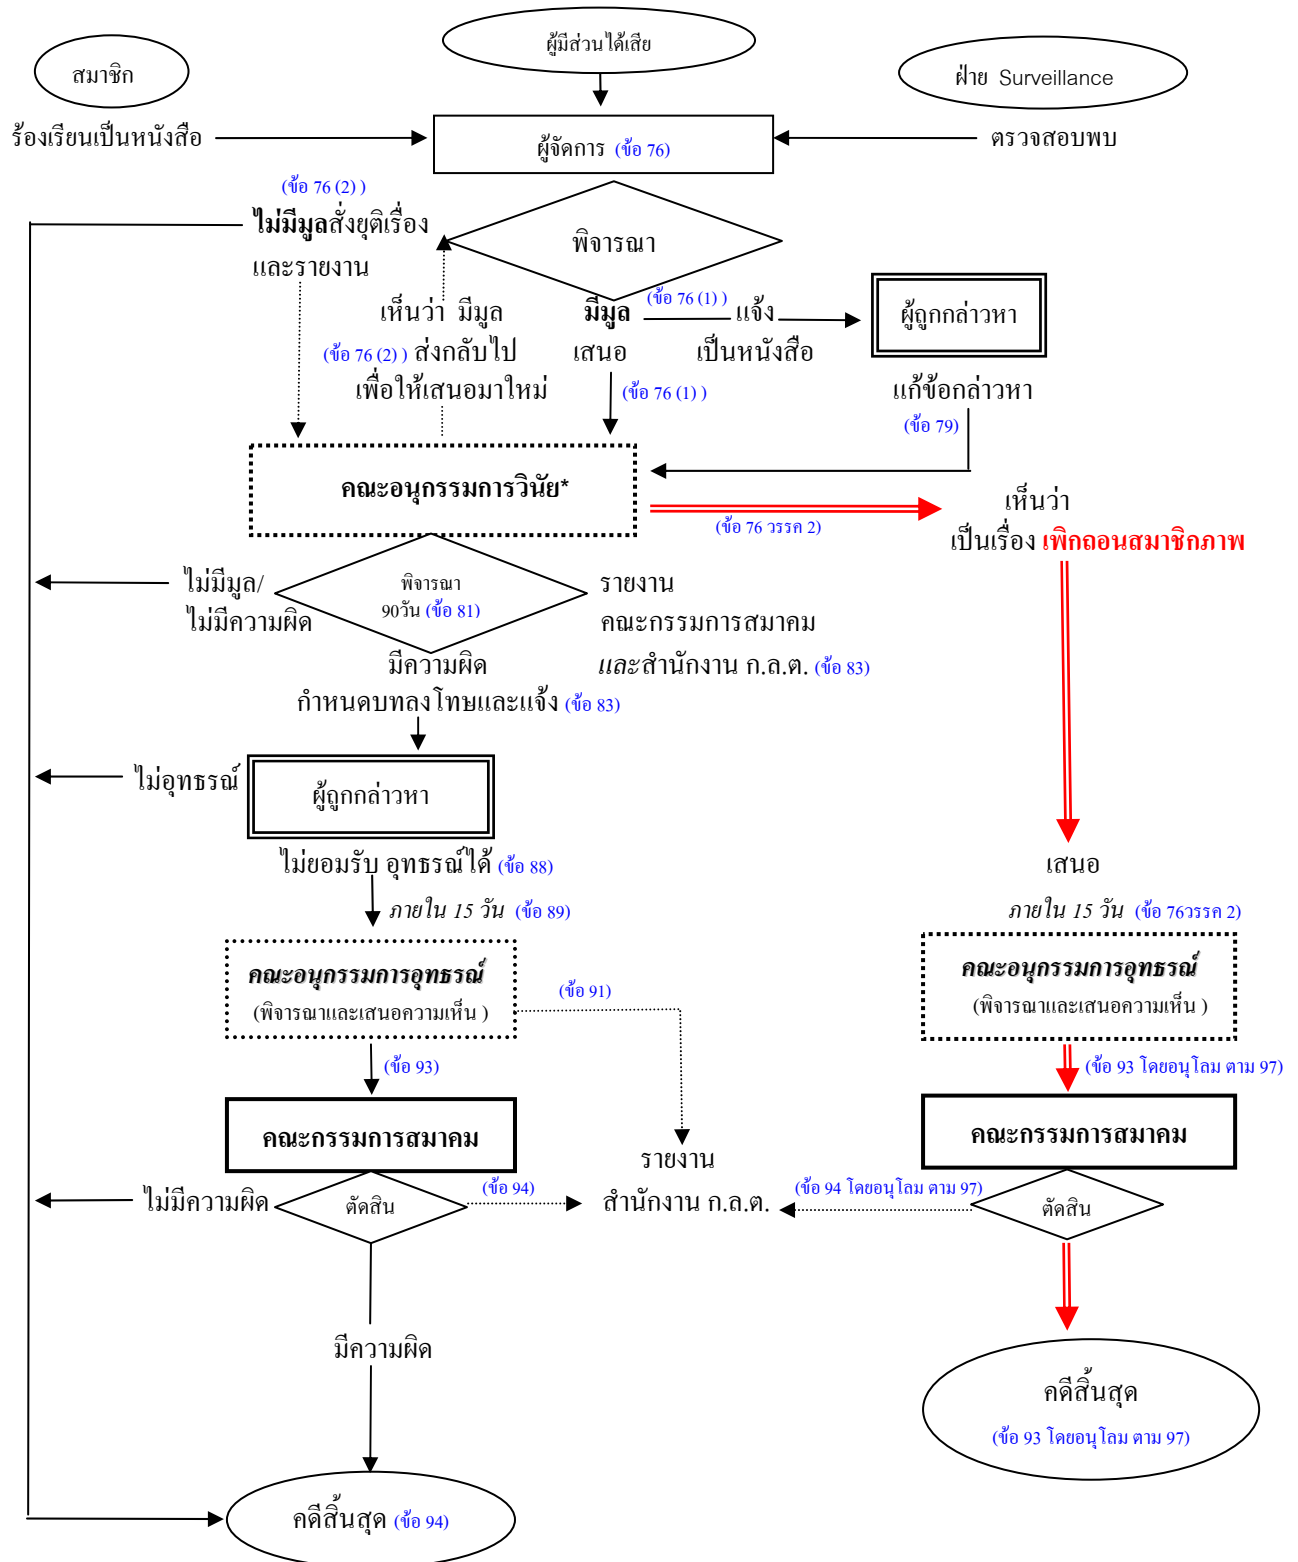 ผู้มีส่วนได้เสีย
สมาชิก
ฝ่าย Surveillance
ร้องเรียนเป็นหนังสือ
ผู้จัดการ (ข้อ 76)
ตรวจสอบพบ
(ข้อ 76 (2) )
ไม่มีมูลสั่งยุติเรื่อง
และรายงาน
พิจารณา
เห็นว่า มีมูล
(ข้อ 76 (2) ) ส่งกลับไป
เพื่อให้เสนอมาใหม่
มีมูล
เสนอ
(ข้อ 76 (1) )
(ข้อ 76 (1) )
แจ้ง
เป็นหนังสือ
ผู้ถูกกล่าวหา
แก้ข้อกล่าวหา
(ข้อ 79)
คณะอนุกรรมการวินัย*
(ข้อ 76 วรรค 2)
เห็นว่า
เป็นเรื่อง เพิกถอนสมาชิกภาพ
ไม่มีมูล/
ไม่มีความผิด
พิจารณา
90วัน (ข้อ 81)
รายงาน
คณะกรรมการสมาคม
และสำนักงาน ก.ล.ต. (ข้อ 83)
มีความผิด
กำหนดบทลงโทษและแจ้ง (ข้อ 83)
ไม่อุทธรณ์
ผู้ถูกกล่าวหา
ไม่ยอมรับ อุทธรณ์ได้ (ข้อ 88)
ภายใน 15 วัน (ข้อ 89)
เสนอ
ภายใน 15 วัน (ข้อ 76วรรค 2)
คณะอนุกรรมการอุทธรณ์
(พิจารณาและเสนอความเห็น )
(ข้อ 91)
คณะอนุกรรมการอุทธรณ์
(พิจารณาและเสนอความเห็น )
(ข้อ 93)
(ข้อ 93 โดยอนุโลม ตาม 97)
คณะกรรมการสมาคม
คณะกรรมการสมาคม
รายงาน
สำนักงาน ก.ล.ต.
ไม่มีความผิด
ตัดสิน
(ข้อ 94)
(ข้อ 94 โดยอนุโลม ตาม 97)
ตัดสิน
มีความผิด
คดีสิ้นสุด
(ข้อ 93 โดยอนุโลม ตาม 97)
คดีสิ้นสุด (ข้อ 94)